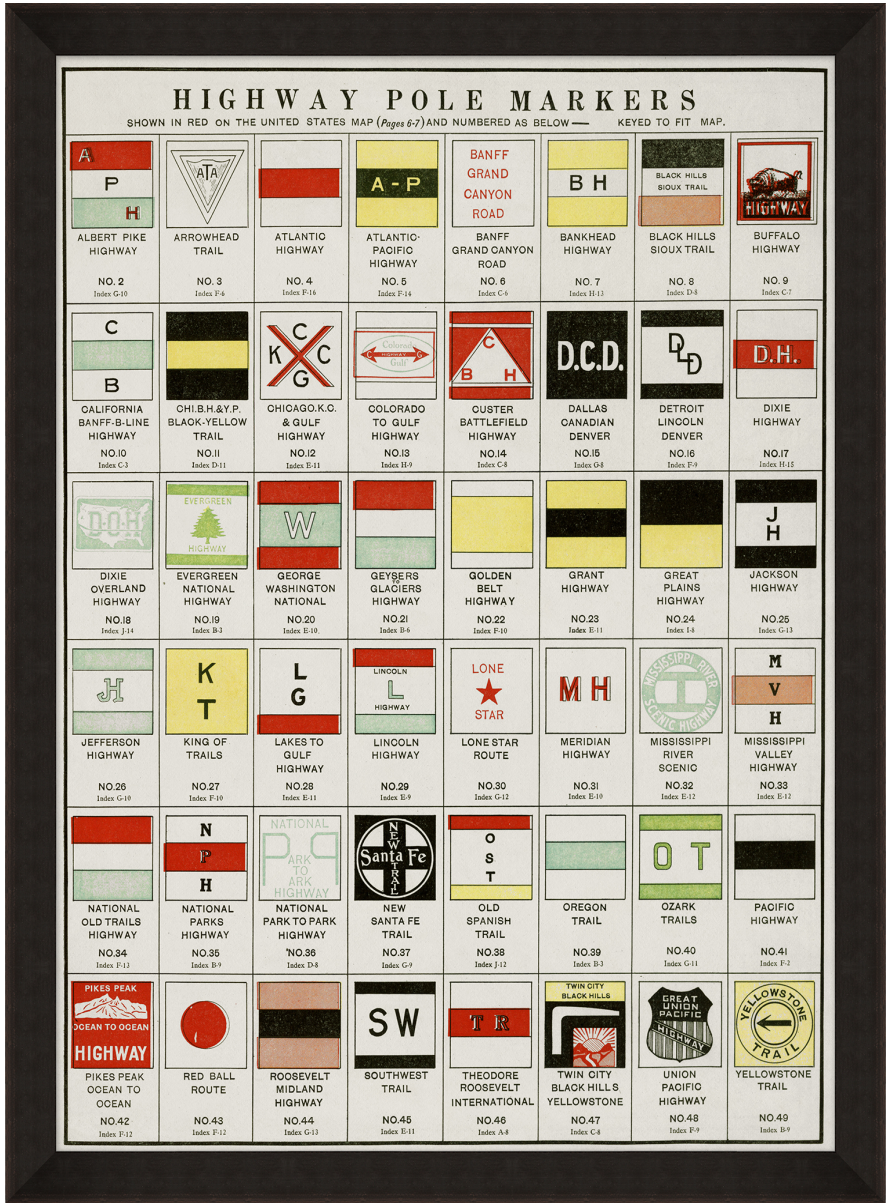 HIGHWAY POLE MARKERS
SHOWN IN RED ON THE UNITED STATES MAP (Pages 6-7) AND NUMBERED AS BELOW— KEYED TO FIT MAP.
A
P
H
ALBERT PIKE
HIGHWAY
NO. 2
Index G-10
ATA
ARROWHEAD
TRAIL
NO. 3
Index F-6
ATLANTIC
HIGHWAY
NO. 4
Index F-16
A-P
ATLANTIC-
PACIFIC
HIGHWAY
NO. 5
Index F-14
BANFF
GRAND
CANYON
ROAD
BANFF
GRAND CANYON
ROAD
NO. 6
Index C-6
B H
BANKHEAD
HIGHWAY
NO. 7
Index H-13
BLACK HILLS
SIOUX TRAIL
BLACK HILLS
SIOUX TRAIL
NO. 8
Index D-8
HIGHWAY
BUFFALO
HIGHWAY
NO. 9
Index C-7
C
B
CALIFORNIA
BANFF-B-LINE
HIGHWAY
NO.10
Index C-3
CHI.B.H.&Y.P.
BLACK-YELLOW
TRAIL
NO.11
Index D-11
C
K C
G
CHICAGO.K.C.
& GULF
HIGHWAY
NO.12
Index E-11
Colorado
C HIGHWAY G
Gulf
COLORADO
TO GULF
HIGHWAY
NO.13
Index H-9
C
B H
CUSTER
BATTLEFIELD
HIGHWAY
NO.14
Index C-8
D.C.D.
DALLAS
CANADIAN
DENVER
NO.15
Index G-8
DLD
DETROIT
LINCOLN
DENVER
NO.16
Index F-9
D.H.
DIXIE
HIGHWAY
NO.17
Index H-15
D-O-H
DIXIE
OVERLAND
HIGHWAY
NO.18
Index J-14
EVERGREEN
HIGHWAY
EVERGREEN
NATIONAL
HIGHWAY
NO.19
Index B-3
W
GEORGE
WASHINGTON
NATIONAL
NO.20
Index E-10.
GEYSERS
TO
GLACIERS
HIGHWAY
NO.21
Index B-6
GOLDEN
BELT
HIGHWAY
NO.22
Index F-10
GRANT
HIGHWAY
NO.23
Index E-11
GREAT
PLAINS
HIGHWAY
NO.24
Index I-8
J
H
JACKSON
HIGHWAY
NO.25
Index G-13
JH
JEFFERSON
HIGHWAY
NO.26
Index G-10
K
T
KING OF
TRAILS
NO.27
Index F-10
L
G
LAKES TO
GULF
HIGHWAY
NO.28
Index E-11
LINCOLN
L
HIGHWAY
LINCOLN
HIGHWAY
NO.29
Index E-9
LONE
STAR
LONE STAR
ROUTE
NO.30
Index G-12
M H
MERIDIAN
HIGHWAY
NO.31
Index E-10
MISSISSIPPI RIVER
SCENIC HIGHWAY
MISSISSIPPI
RIVER
SCENIC
NO.32
Index E-12
M
V
H
MISSISSIPPI
VALLEY
HIGHWAY
NO.33
Index E-12
NATIONAL
OLD TRAILS
HIGHWAY
NO.34
Index F-13
N
P
H
NATIONAL
PARKS
HIGHWAY
NO.35
Index B-9
NATIONAL
PARK P
TO
ARK
HIGHWAY
NATIONAL
PARK TO PARK
HIGHWAY
NO.36
Index D-8
NEW
Santa Fe
TRAIL
NEW
SANTA FE
TRAIL
NO.37
Index G-9
O
S
T
OLD
SPANISH
TRAIL
NO.38
Index J-12
OREGON
TRAIL
NO.39
Index B-3
O T
OZARK
TRAILS
NO.40
Index G-11
PACIFIC
HIGHWAY
NO.41
Index F-2
PIKES PEAK
OCEAN TO OCEAN
HIGHWAY
PIKES PEAK
OCEAN TO
OCEAN
NO.42
Index F-12
RED BALL
ROUTE
NO.43
Index F-12
ROOSEVELT
MIDLAND
HIGHWAY
NO.44
Index G-13
SW
SOUTHWEST
TRAIL
NO.45
Index E-11
T R
THEODORE
ROOSEVELT
INTERNATIONAL
NO.46
Index A-8
TWIN CITY
BLACK HILLS
TWIN CITY
BLACK HILLS
YELLOWSTONE
NO.47
Index C-8
GREAT
UNION
PACIFIC
HIGHWAY
UNION
PACIFIC
HIGHWAY
NO.48
Index F-9
YELLOWSTONE
TRAIL
YELLOWSTONE
TRAIL
NO.49
Index B-9